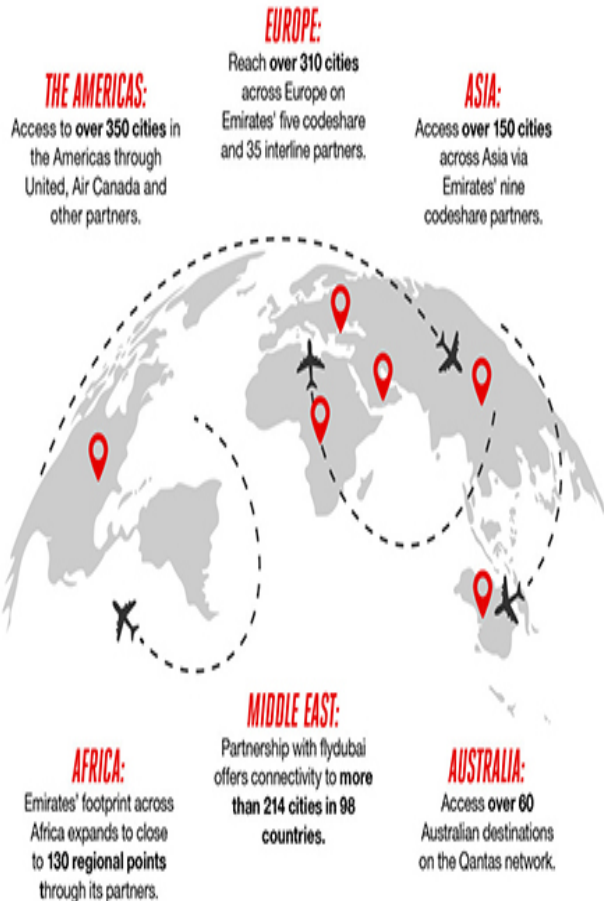 EUROPE:
Reach over 310 cities
across Europe on
Emirates' five codeshare
and 35 interline partners.
THE AMERICAS:
Access to over 350 cities in
the Americas through
United, Air Canada and
other partners.
ASIA:
Access over 150 cities
across Asia via
Emirates' nine
codeshare partners.
MIDDLE EAST:
Partnership with flydubai
offers connectivity to more
than 214 cities in 98
countries.
AFRICA:
Emirates' footprint across
Africa expands to close
to 130 regional points
through its partners.
AUSTRALIA:
Access over 60
Australian destinations
on the Qantas network.